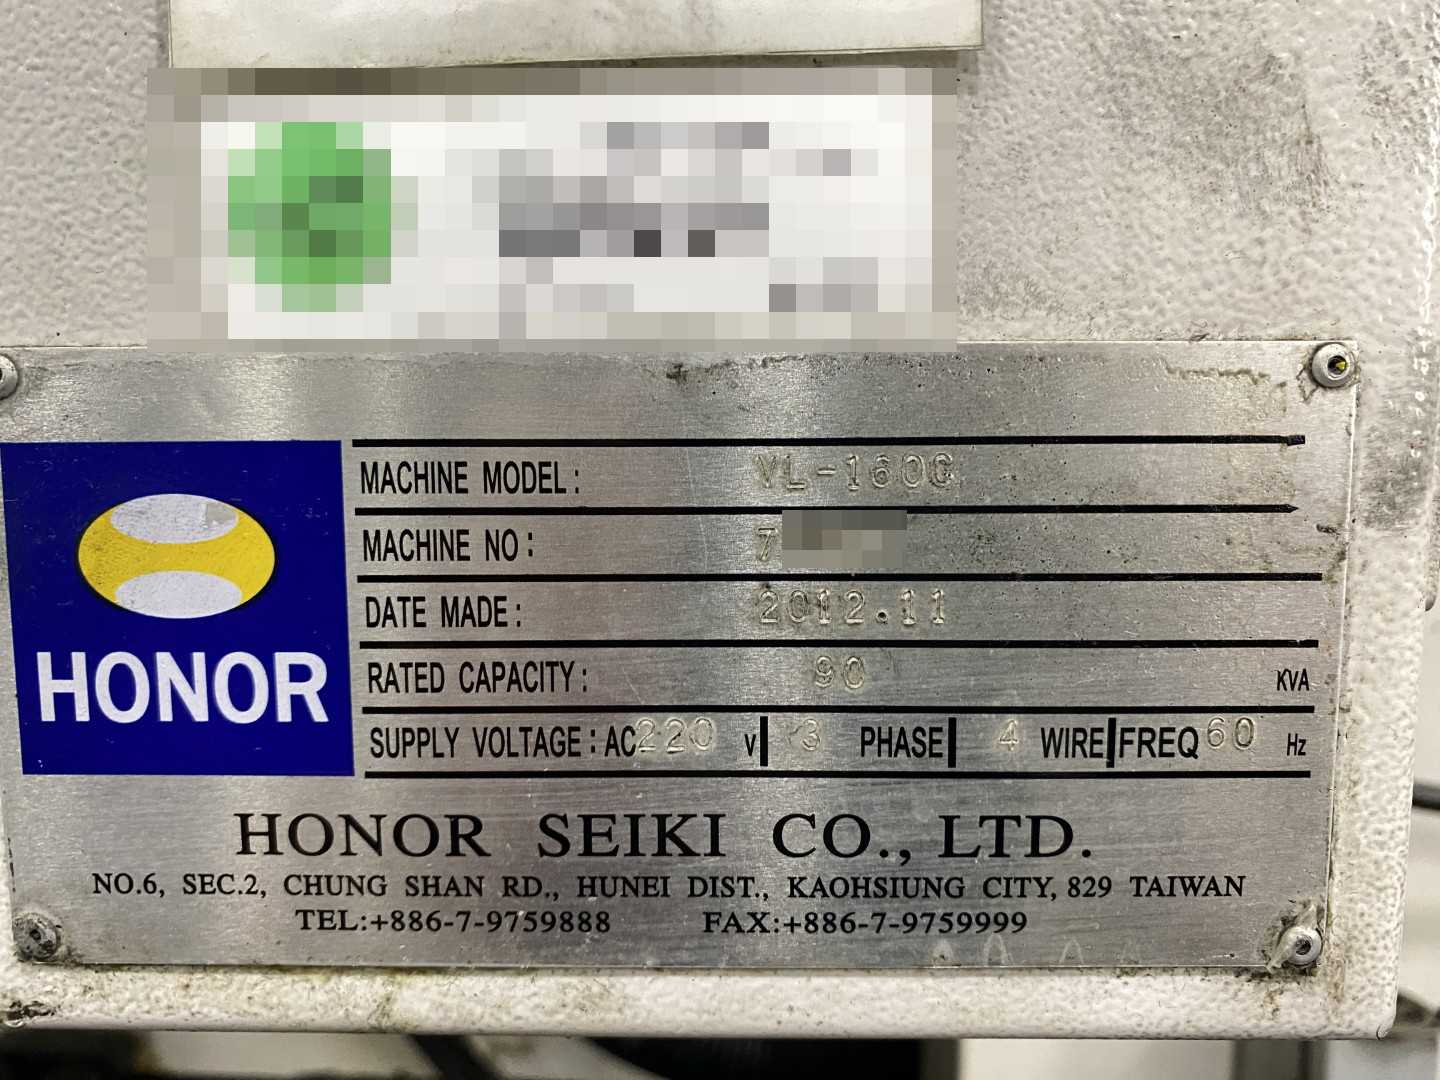 MACHINE MODEL: VL-160C
MACHINE NO: 7
DATE MADE: 2012.11
RATED CAPACITY: 90 KVA
SUPPLY VOLTAGE: AC 220 V 3 PHASE 4 WIRE FREQ 60 Hz
HONOR
HONOR SEIKI CO., LTD.
NO.6, SEC.2, CHUNG SHAN RD., HUNEI DIST., KAOHSIUNG CITY, 829 TAIWAN
TEL:+886-7-9759888 FAX:+886-7-9759999